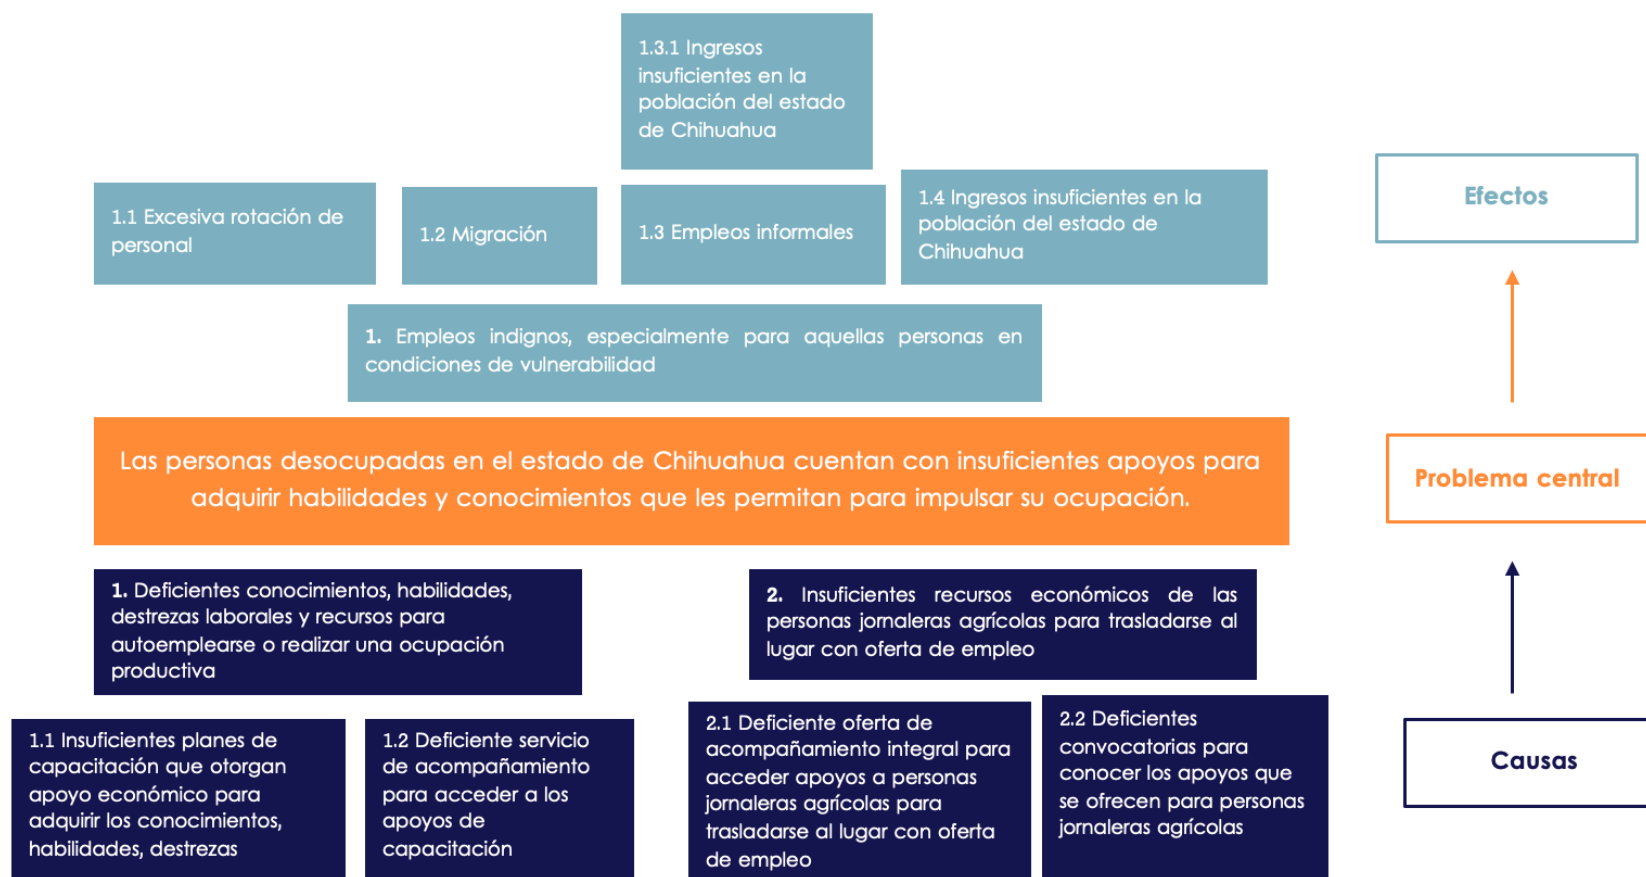 1.3.1 Ingresos
insuficientes en la
población del estado
de Chihuahua
1.1 Excesiva rotación de
personal
1.2 Migración
1.3 Empleos informales
1.4 Ingresos insuficientes en la
población del estado de
Chihuahua
Efectos
1. Empleos indignos, especialmente para aquellas personas en
condiciones de vulnerabilidad
Las personas desocupadas en el estado de Chihuahua cuentan con insuficientes apoyos para
adquirir habilidades y conocimientos que les permitan para impulsar su ocupación.
Problema central
1. Deficientes conocimientos, habilidades,
destrezas laborales y recursos para
autoemplearse o realizar una ocupación
productiva
2. Insuficientes recursos económicos de las
personas jornaleras agrícolas para trasladarse al
lugar con oferta de empleo
1.1 Insuficientes planes de
capacitación que otorgan
apoyo económico para
adquirir los conocimientos,
habilidades, destrezas
1.2 Deficiente servicio
de acompañamiento
para acceder a los
apoyos de
capacitación
2.1 Deficiente oferta de
acompañamiento integral para
acceder apoyos a personas
jornaleras agrícolas para
trasladarse al lugar con oferta
de empleo
2.2 Deficientes
convocatorias para
conocer los apoyos que
se ofrecen para personas
jornaleras agrícolas
Causas